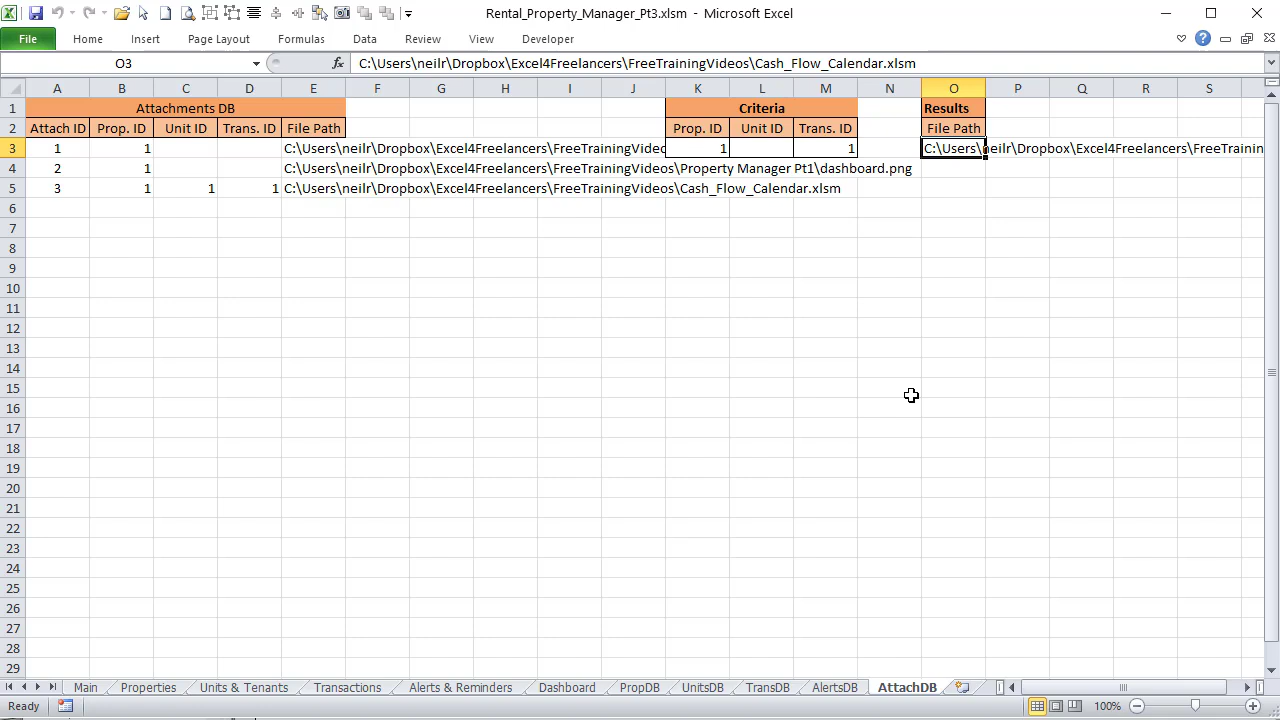 Rental_Property_Manager_Pt3.xlsm - Microsoft Excel
File Home Insert Page Layout Formulas Data Review View Developer
O3 fx C:\Users\neilr\Dropbox\Excel4Freelancers\FreeTrainingVideos\Cash_Flow_Calendar.xlsm
A B C D E F G H I J K L M N O P Q R S
1 Attachments DB Criteria Results
2 Attach ID Prop. ID Unit ID Trans. ID File Path Prop. ID Unit ID Trans. ID File Path
3 1 1 C:\Users\neilr\Dropbox\Excel4Freelancers\FreeTrainingVideo 1 1 C:\Users\neilr\Dropbox\Excel4Freelancers\FreeTrainin
4 2 1 C:\Users\neilr\Dropbox\Excel4Freelancers\FreeTrainingVideos\Property Manager Pt1\dashboard.png
5 3 1 1 1 C:\Users\neilr\Dropbox\Excel4Freelancers\FreeTrainingVideos\Cash_Flow_Calendar.xlsm
6
7
8
9
10
11
12
13
14
15
16
17
18
19
20
21
22
23
24
25
26
27
28
29
Main Properties Units & Tenants Transactions Alerts & Reminders Dashboard PropDB UnitsDB TransDB AlertsDB AttachDB
Ready 100%